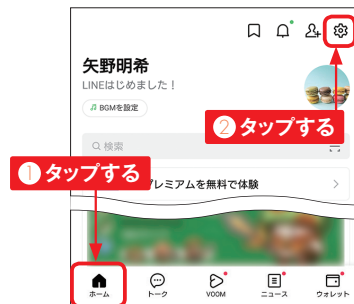 矢野明希
LINEはじめました！
BGMを設定
② タップする
検索
① タップする
プレミアムを無料で体験
ホーム
トーク
VOOM
ニュース
ウォレット